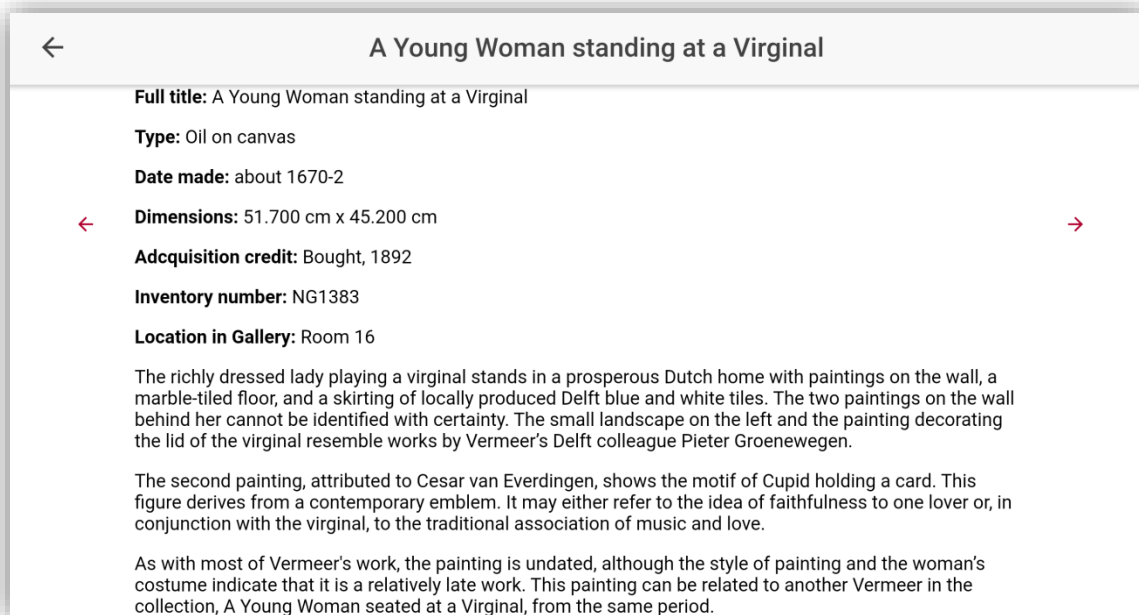 A Young Woman standing at a Virginal
Full title: A Young Woman standing at a Virginal
Type: Oil on canvas
Date made: about 1670-2
Dimensions: 51.700 cm x 45.200 cm
Adcquisition credit: Bought, 1892
Inventory number: NG1383
Location in Gallery: Room 16
The richly dressed lady playing a virginal stands in a prosperous Dutch home with paintings on the wall, a
marble-tiled floor, and a skirting of locally produced Delft blue and white tiles. The two paintings on the wall
behind her cannot be identified with certainty. The small landscape on the left and the painting decorating
the lid of the virginal resemble works by Vermeer’s Delft colleague Pieter Groenewegen.
The second painting, attributed to Cesar van Everdingen, shows the motif of Cupid holding a card. This
figure derives from a contemporary emblem. It may either refer to the idea of faithfulness to one lover or, in
conjunction with the virginal, to the traditional association of music and love.
As with most of Vermeer's work, the painting is undated, although the style of painting and the woman’s
costume indicate that it is a relatively late work. This painting can be related to another Vermeer in the
collection, A Young Woman seated at a Virginal, from the same period.